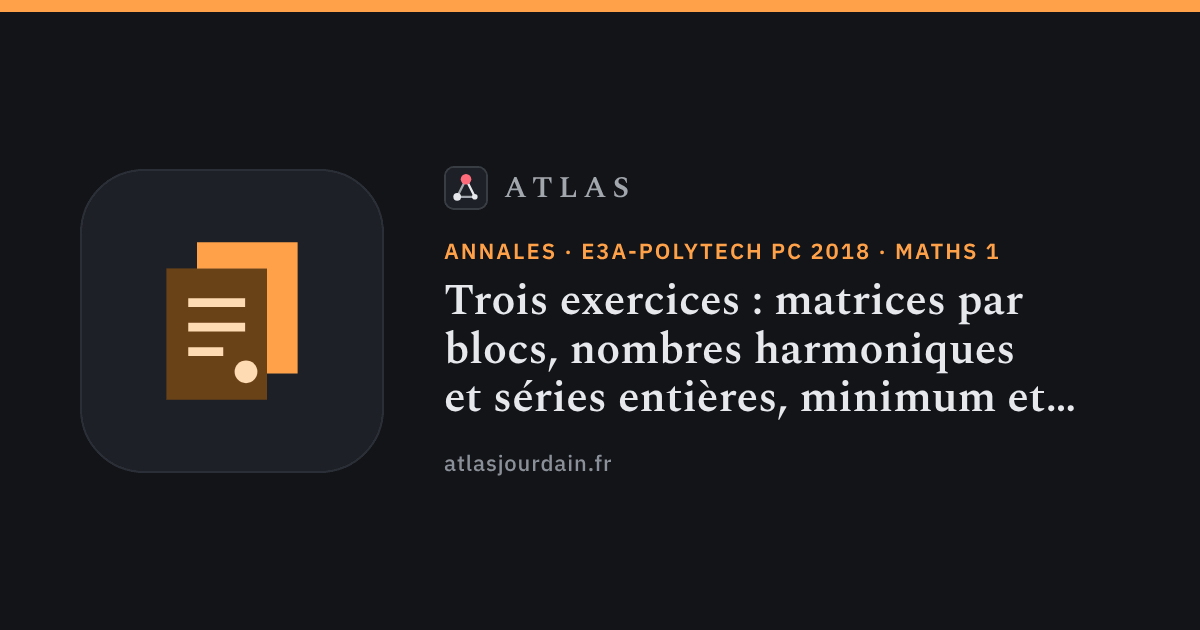 ATLAS
ANNALES · E3A-POLYTECH PC 2018 · MATHS 1
Trois exercices : matrices par
blocs, nombres harmoniques
et séries entières, minimum et…
atlasjourdain.fr